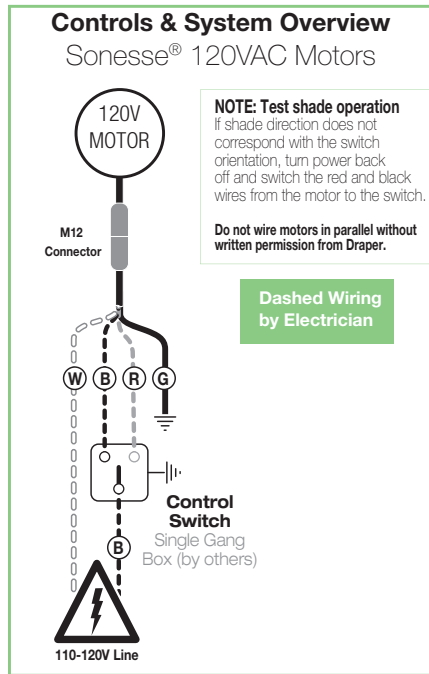 Controls & System Overview
Sonesse® 120VAC Motors
120V
MOTOR
NOTE: Test shade operation
If shade direction does not
correspond with the switch
orientation, turn power back
off and switch the red and black
wires from the motor to the switch.
Do not wire motors in parallel without
written permission from Draper.
M12
Connector
Dashed Wiring
by Electrician
W B R G
Control
Switch
Single Gang
Box (by others)
B
110-120V Line